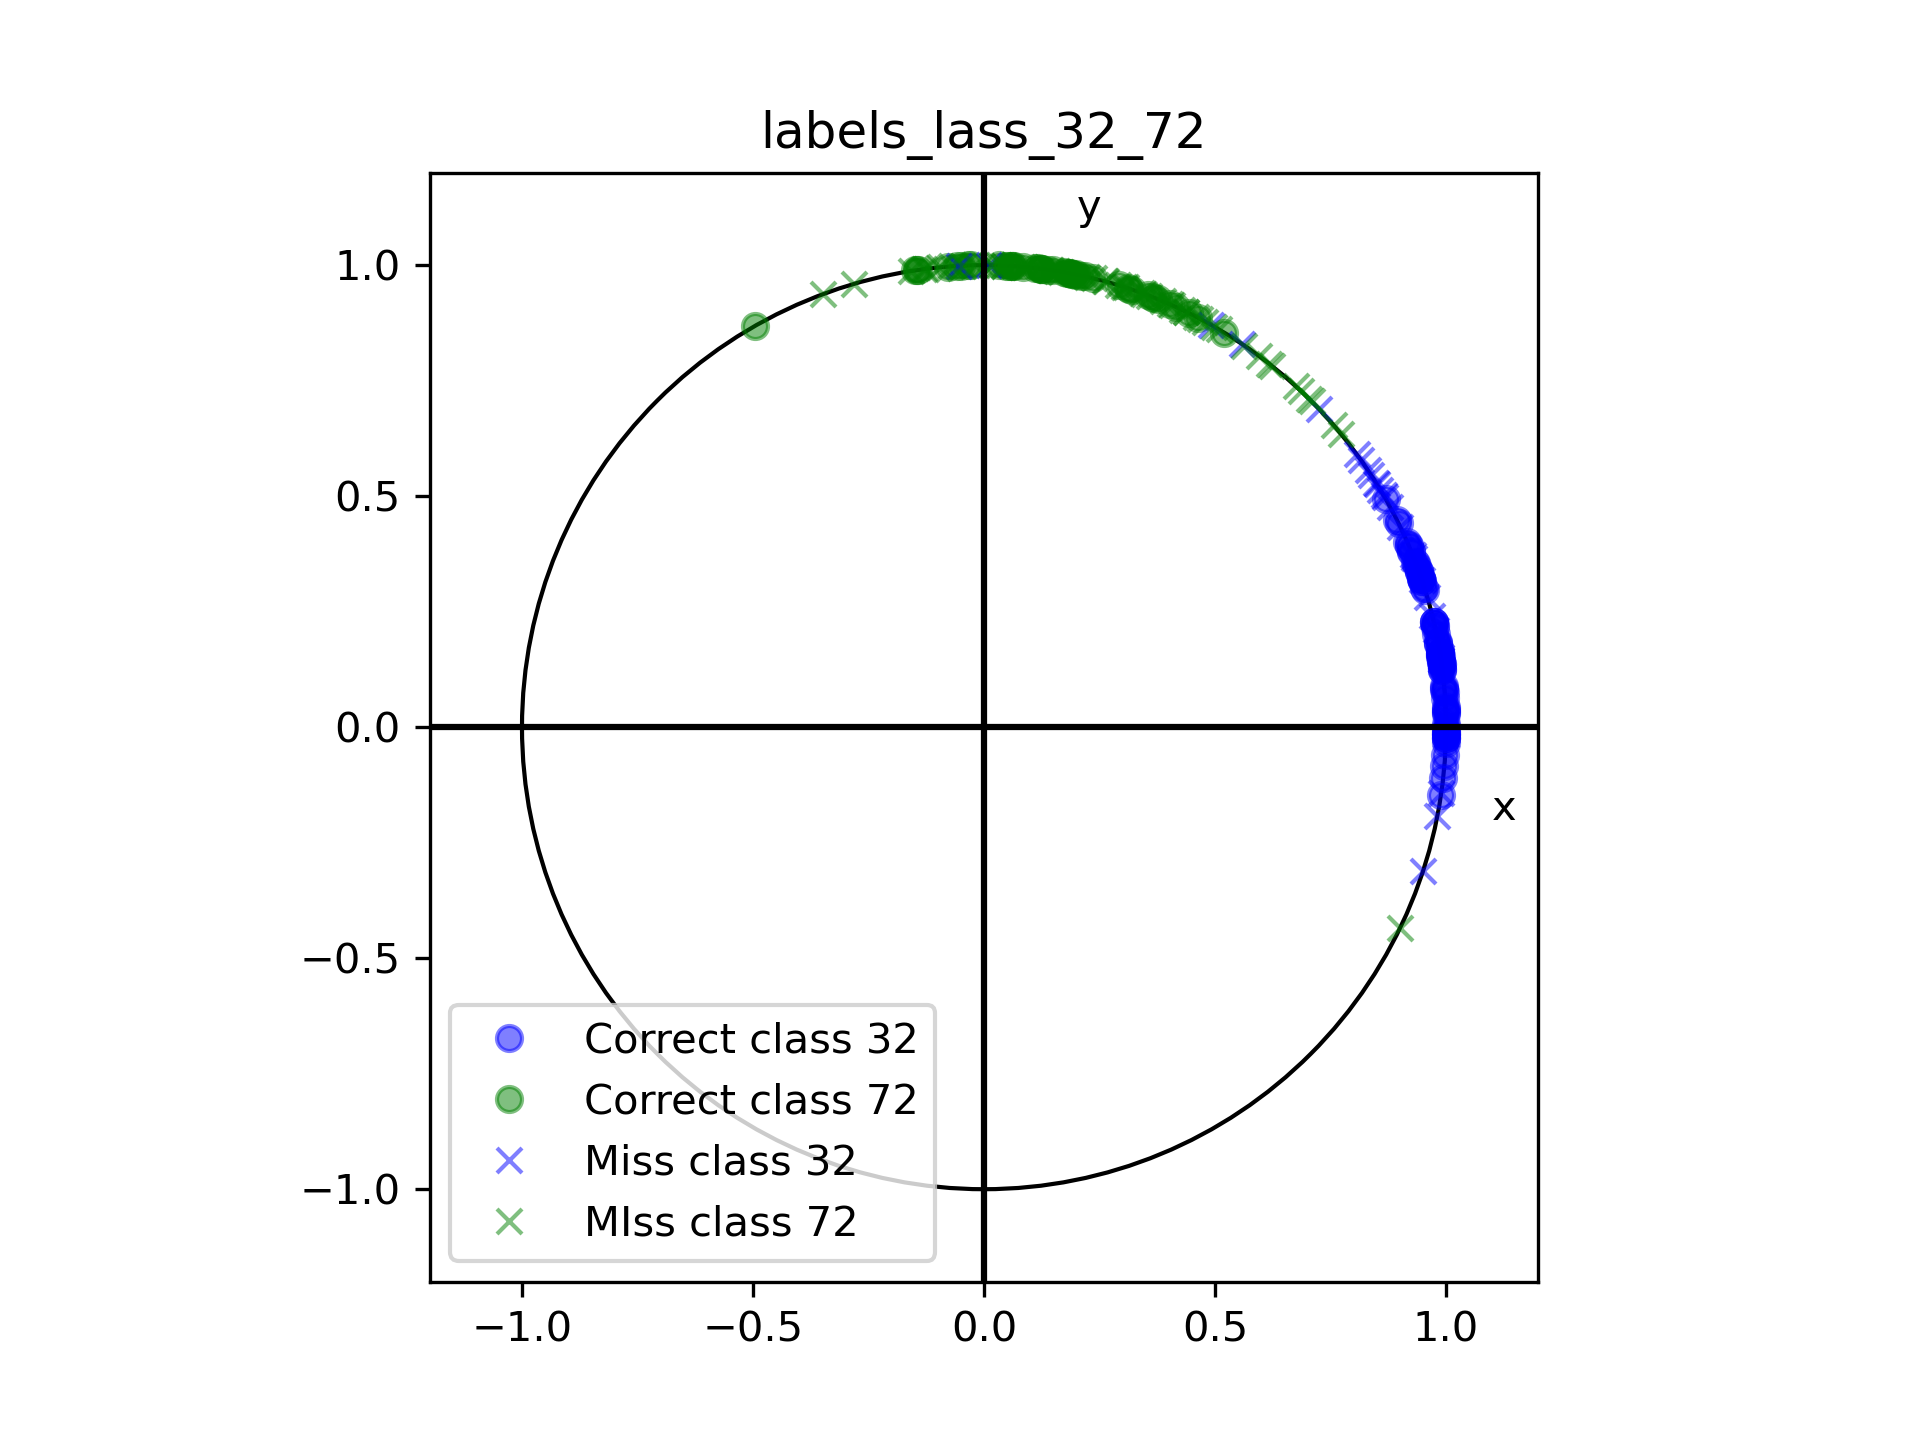 labels_lass_32_72
y
1.0
0.5
0.0
x
−0.5
−1.0
Correct class 32
Correct class 72
Miss class 32
MIss class 72
−1.0 −0.5 0.0 0.5 1.0